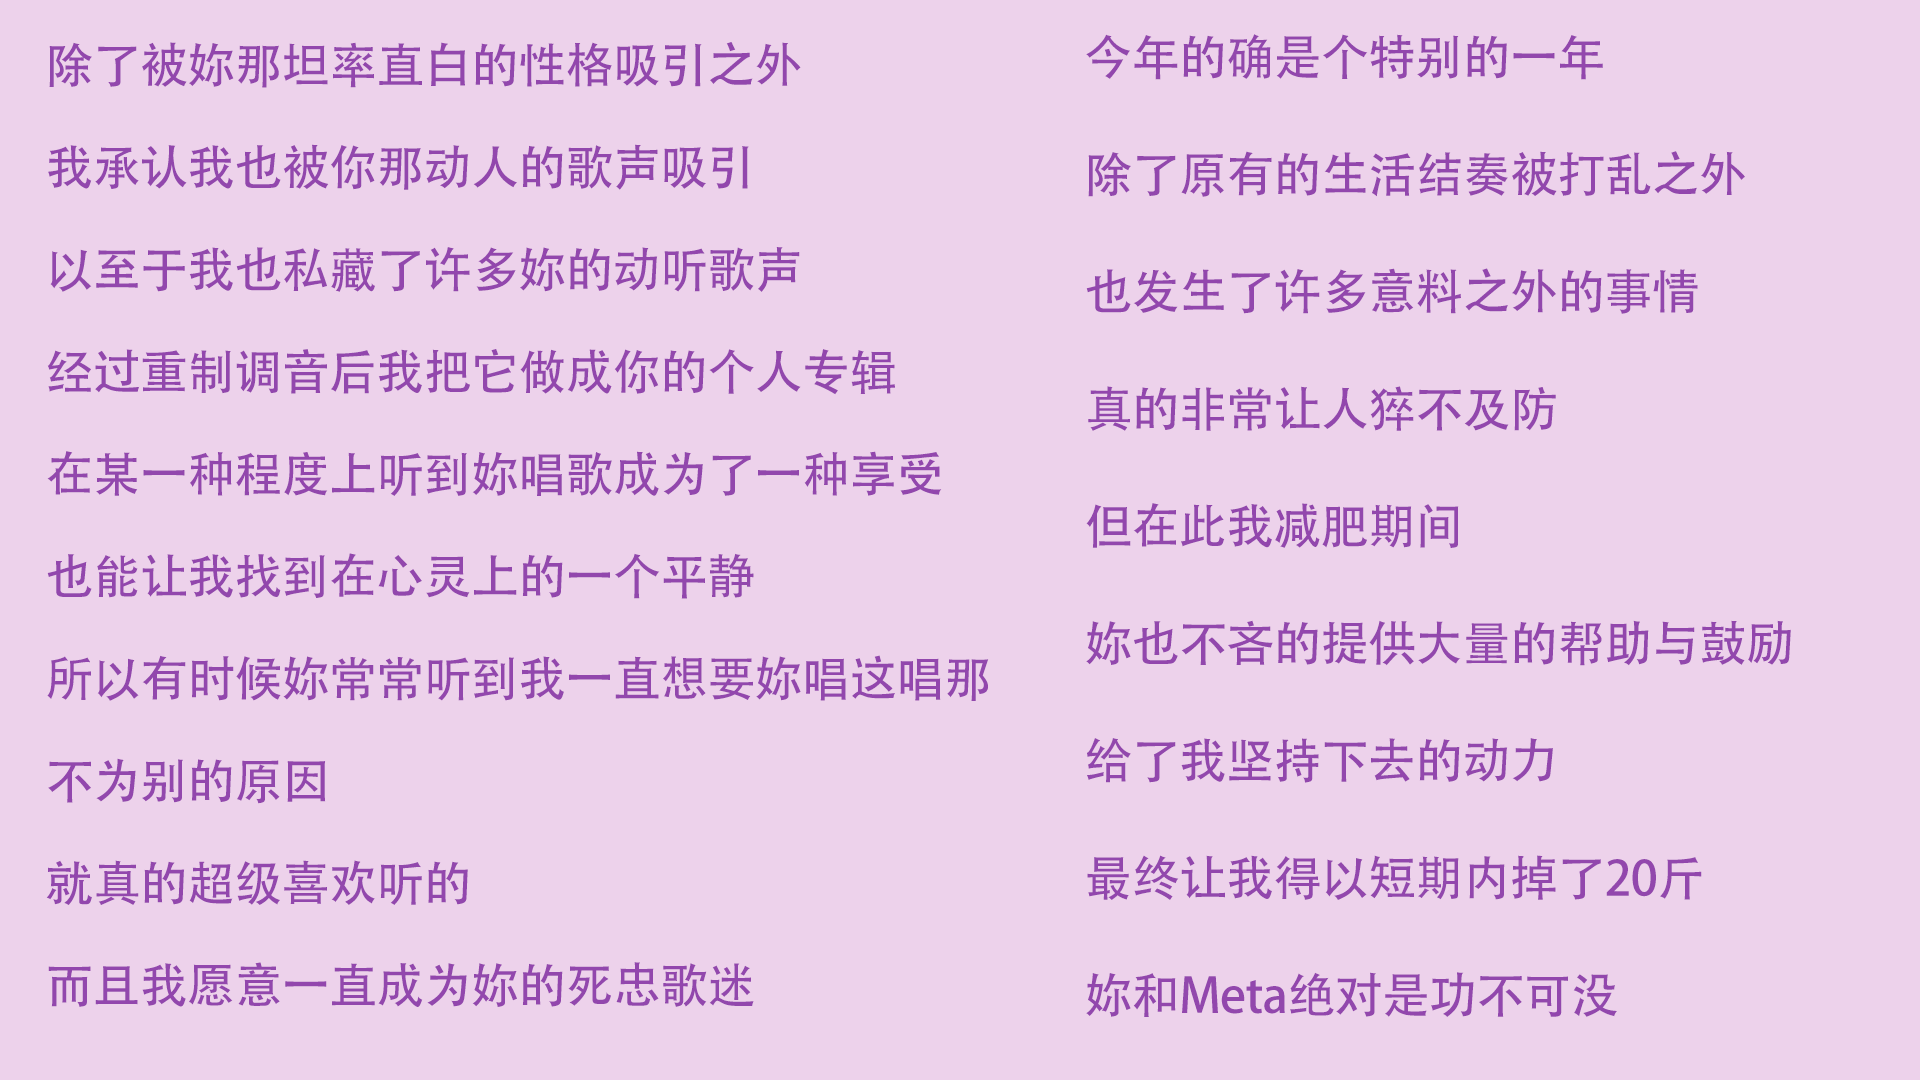 除了被妳那坦率直白的性格吸引之外
我承认我也被你那动人的歌声吸引
以至于我也私藏了许多妳的动听歌声
经过重制调音后我把它做成你的个人专辑
在某一种程度上听到妳唱歌成为了一种享受
也能让我找到在心灵上的一个平静
所以有时候妳常常听到我一直想要妳唱这唱那
不为别的原因
就真的超级喜欢听的
而且我愿意一直成为妳的死忠歌迷
今年的确是个特别的一年
除了原有的生活结奏被打乱之外
也发生了许多意料之外的事情
真的非常让人猝不及防
但在此我减肥期间
妳也不吝的提供大量的帮助与鼓励
给了我坚持下去的动力
最终让我得以短期内掉了20斤
妳和Meta绝对是功不可没